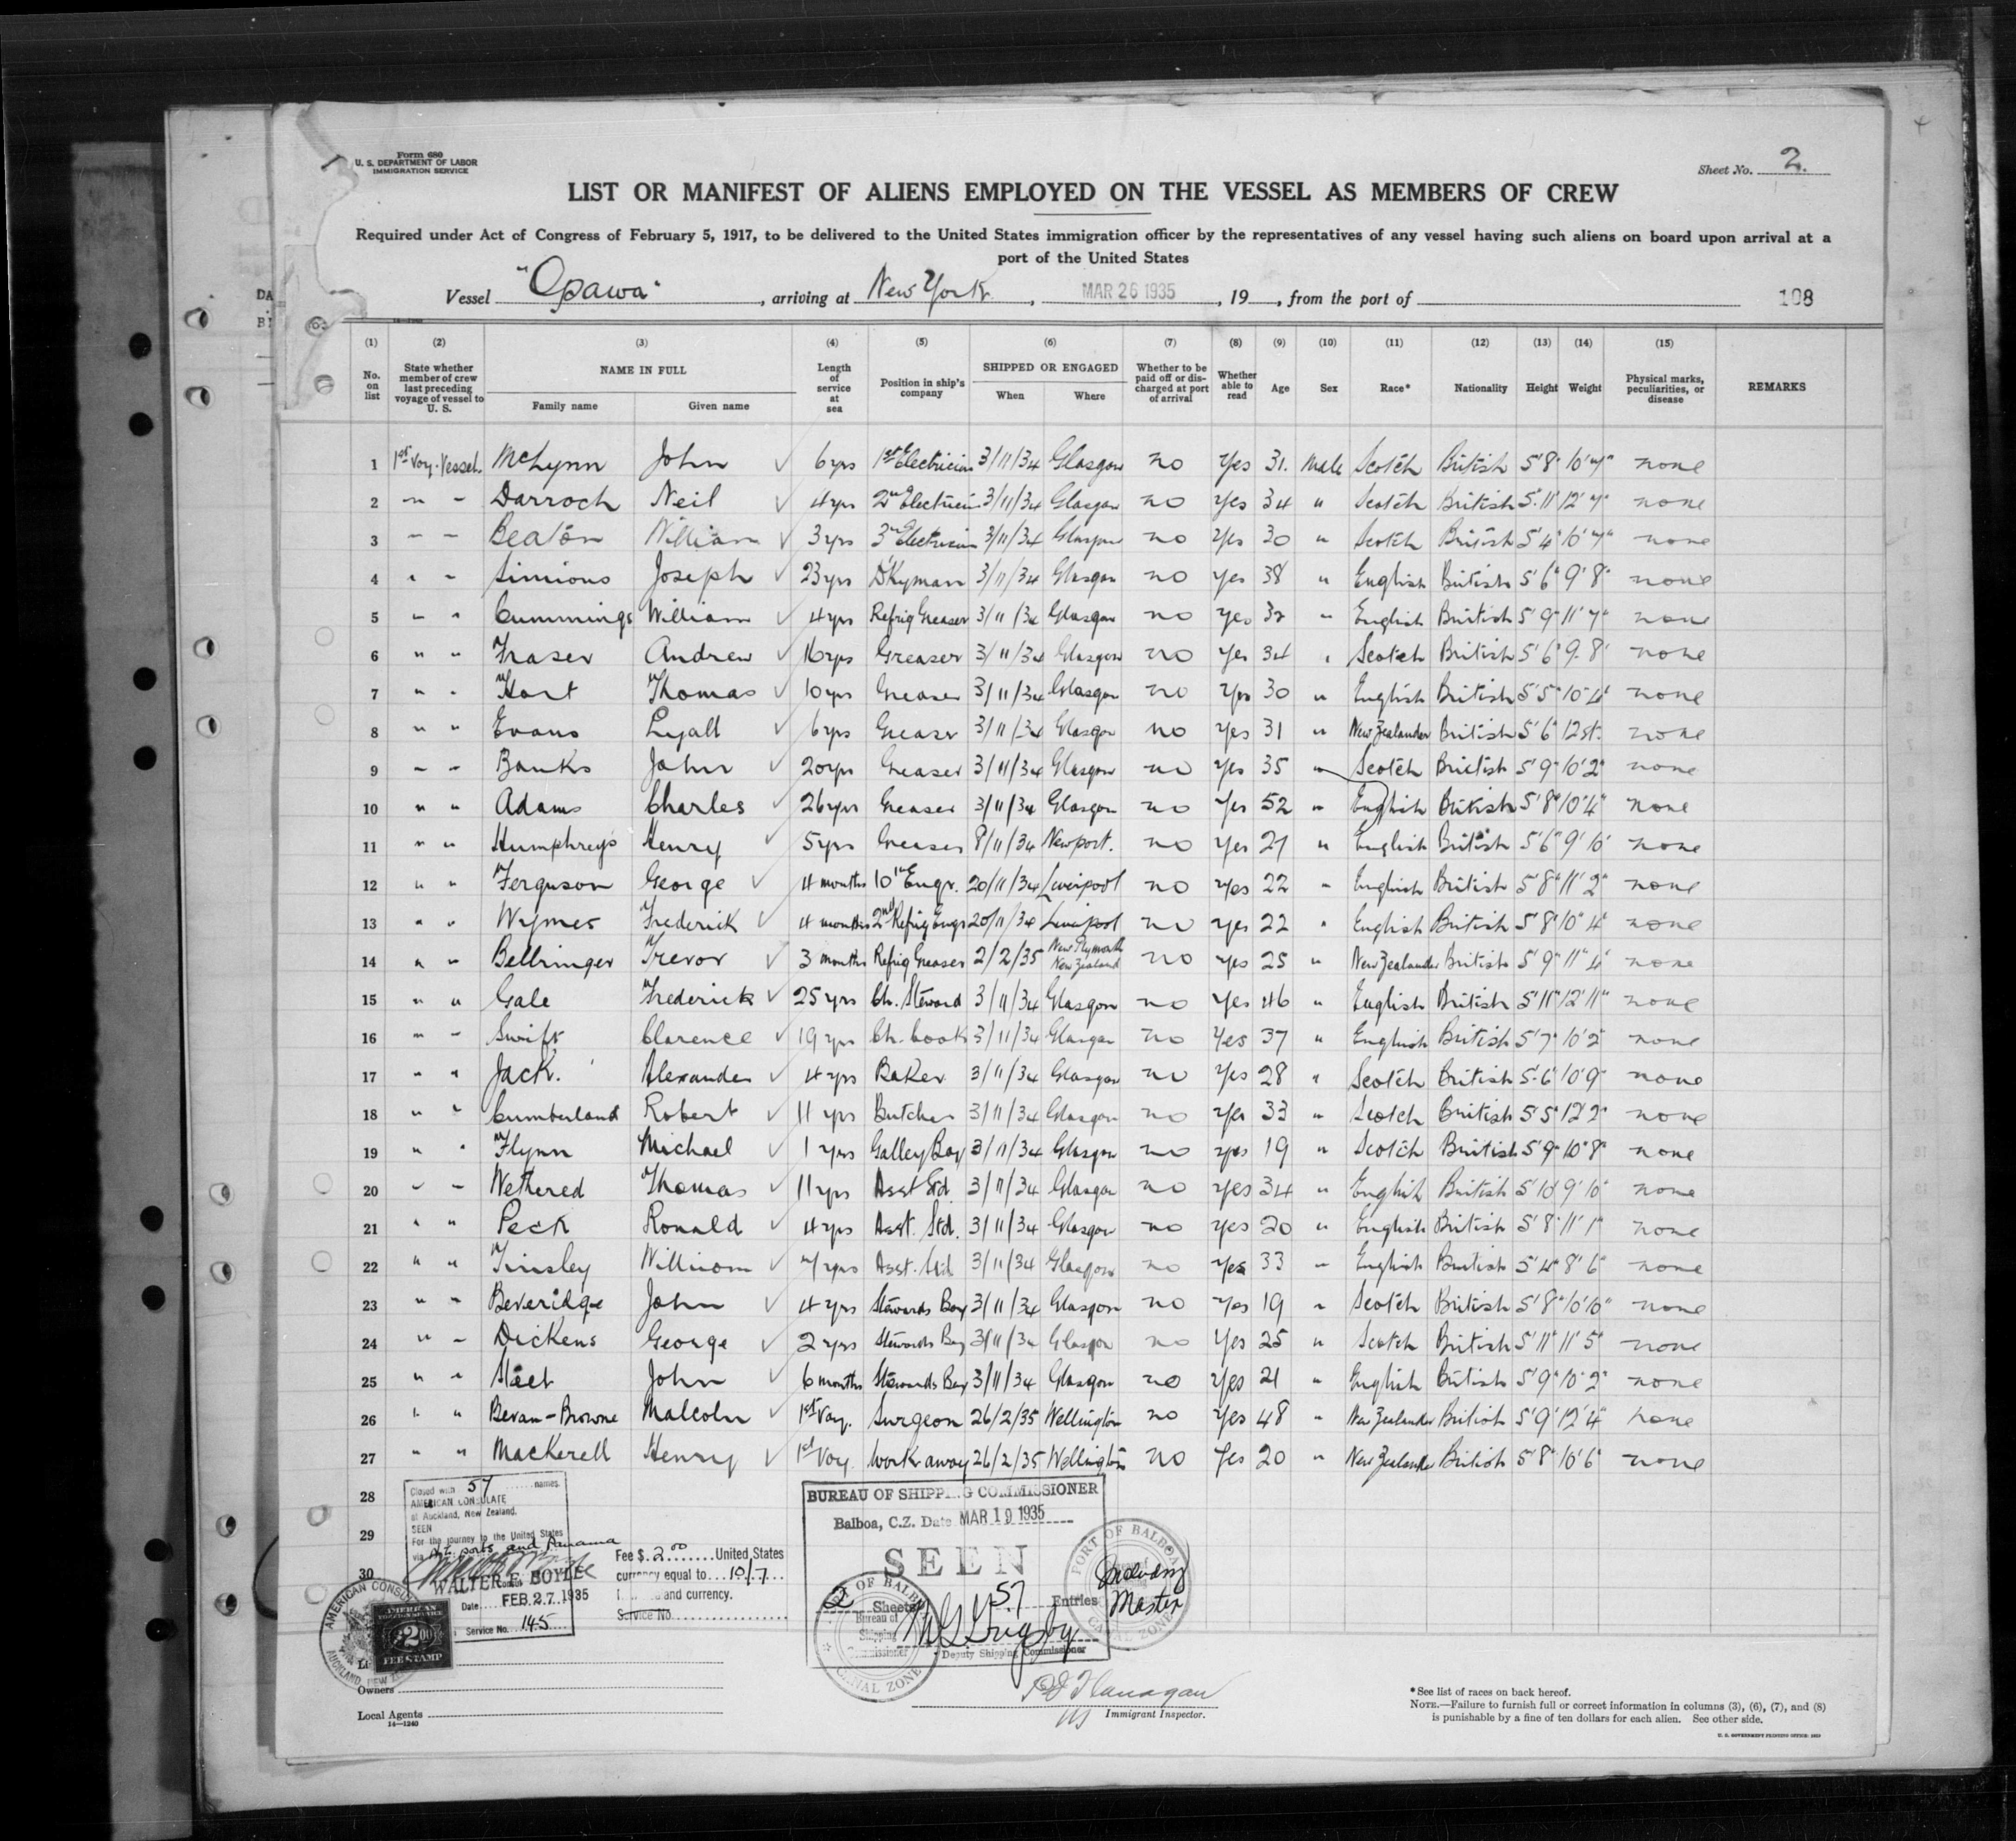 Form 680
U. S. DEPARTMENT OF LABOR
IMMIGRATION SERVICE
Sheet No. 2.
LIST OR MANIFEST OF ALIENS EMPLOYED ON THE VESSEL AS MEMBERS OF CREW
Required under Act of Congress of February 5, 1917, to be delivered to the United States immigration officer by the representatives of any vessel having such aliens on board upon arrival at a
port of the United States
Vessel "Opawa", arriving at New York, MAR 26 1935, 19 , from the port of 108
(1) (2) (3) (4) (5) (6) (7) (8) (9) (10) (11) (12) (13) (14) (15)
No. on list State whether member of crew last preceding voyage of vessel to U. S. NAME IN FULL Family name Given name Length of service at sea Position in ship's company SHIPPED OR ENGAGED When Where Whether to be paid off or discharged at port of arrival Whether able to read Age Sex Race* Nationality Height Weight Physical marks, peculiarities, or disease REMARKS
1 1st Voy. Vessel. McLynn John 6 yrs 1st Electrician 3/11/34 Glasgow no Yes 31. Male Scotch British 5'8" 10'7" none
2 " " Darroch Neil 4 yrs 2nd Electrician 3/11/34 Glasgow no Yes 34 " Scotch British 5'11" 12'7" none
3 " " Beaton William 3 yrs 3rd Electrician 3/11/34 Glasgow no Yes 30 " Scotch British 5'4" 10'7" none
4 " " Simions Joseph 23 yrs DKyman 3/11/34 Glasgow no yes 38 " English British 5'6" 9'8" none
5 " " Cummings William 4 yrs Refrig Greaser 3/11/34 Glasgow no yes 32 " English British 5'9" 11'7" none
6 " " Fraser Andrew 16 yrs Greaser 3/11/34 Glasgow no yes 34 " Scotch British 5'6" 9.8' none
7 " " Hart Thomas 10 yrs Greaser 3/11/34 Glasgow no Yes 30 " English British 5'5" 10'4" none
8 " " Evans Lyall 6 yrs Greaser 3/11/34 Glasgow no Yes 31 " New Zealander British 5'6" 12 st. none
9 " " Banks John 20 yrs Greaser 3/11/34 Glasgow no Yes 35 " Scotch British 5'9" 10'2" none
10 " " Adams Charles 26 yrs Greaser 3/11/34 Glasgow no Yes 52 " English British 5'8" 10'4" none
11 " " Humphreys Henry 5 yrs Greaser 8/11/34 Newport. no Yes 27 " English British 5'6" 9'10" none
12 " " Ferguson George 4 months 10th Engr. 20/11/34 Liverpool no Yes 22 " English British 5'8" 11'2" none
13 " " Wymes Frederick 4 months 2nd Refrig Engr 20/11/34 Liverpool no Yes 22 " English British 5'8" 10'4" none
14 " " Bellringer Trevor 3 months Refrig Greaser 2/2/35 New Plymouth New Zealand no yes 25 " New Zealander British 5'9" 11'4" none
15 " " Gale Frederick 25 yrs Ch. Steward 3/11/34 Glasgow no Yes 46 " English British 5'11" 12'11" none
16 " " Swift Clarence 19 yrs Ch. Cook 3/11/34 Glasgow no Yes 37 " English British 5'7" 10'2" none
17 " " Jack. Alexander 4 yrs Baker 3/11/34 Glasgow no Yes 28 " Scotch British 5'6" 10'9" none
18 " " Cumberland Robert 11 yrs Butcher 3/11/34 Glasgow no Yes 33 " Scotch British 5'5" 12'2" none
19 " " Flynn Michael 1 yrs Galley Boy 3/11/34 Glasgow no yes 19 " Scotch British 5'9" 10'8" none
20 " " Wethered Thomas 11 yrs Asst Std. 3/11/34 Glasgow no Yes 34 " English British 5'10" 9'10" none
21 " " Peck Ronald 4 yrs Asst. Std. 3/11/34 Glasgow no Yes 20 " English British 5'8" 11'1" none
22 " " Tinsley William 7 yrs Asst. Std 3/11/34 Glasgow no Yes 33 " English British 5'4" 8'6" none
23 " " Beveridge John 4 yrs Stewards Boy 3/11/34 Glasgow no Yes 19 " Scotch British 5'8" 10'10" none
24 " " Dickens George 2 yrs Stewards Boy 3/11/34 Glasgow no Yes 25 " Scotch British 5'11" 11'5" none
25 " " John 6 months Stewards Boy 3/11/34 Glasgow no Yes 21 " English British 5'9" 10'2" none
26 " " Bevan-Browne Malcolm 1st Voy. Surgeon 26/2/35 Wellington no Yes 48 " New Zealander British 5'9" 12'4" none
27 " " Mackerell Henry 1st Voy. workaway 26/2/35 Wellington no Yes 20 " New Zealander British 5'8" 10'6" none
28
29
30
Closed with 57 names.
AMERICAN CONSULATE
at Auckland, New Zealand.
SEEN
For the journey to the United States
via N.Z. ports and Panama
WALTER F. BOYLE
Date FEB 27 1935
Service No. 145
Fee $ 2.00 United States
currency equal to 10/7
and currency.
Service No.
AMERICAN CONSUL
AUCKLAND, NEW
AMERICAN
FOREIGN SERVICE
$2.00
FEE STAMP
BUREAU OF SHIPPING COMMISSIONER
Balboa, C.Z. Date MAR 19 1935
SEEN
2 Sheets 57 Entries
Including Master
Deputy Shipping Commissioner
PORT OF BALBOA
Bureau of Shipping Commissioner
CANAL ZONE
PORT OF BALBOA
CANAL ZONE
Owners
Local Agents
14—1240
Flanagan
Immigrant Inspector.
*See list of races on back hereof.
NOTE.—Failure to furnish full or correct information in columns (3), (6), (7), and (8)
is punishable by a fine of ten dollars for each alien. See other side.